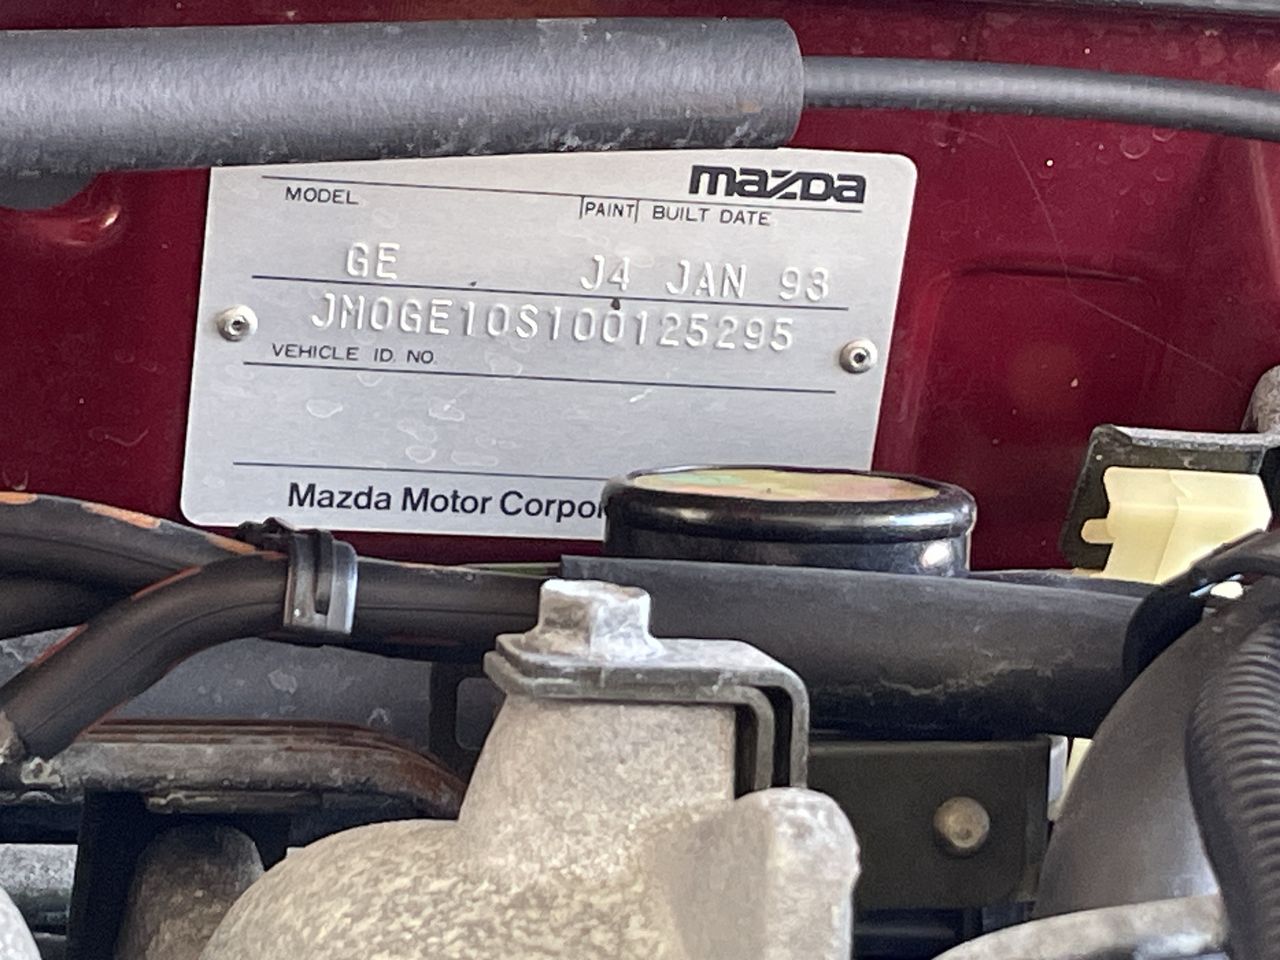 mazda
MODEL PAINT BUILT DATE
GE J4 JAN 93
JM0GE10S100125295
VEHICLE ID. NO.
Mazda Motor Corpo